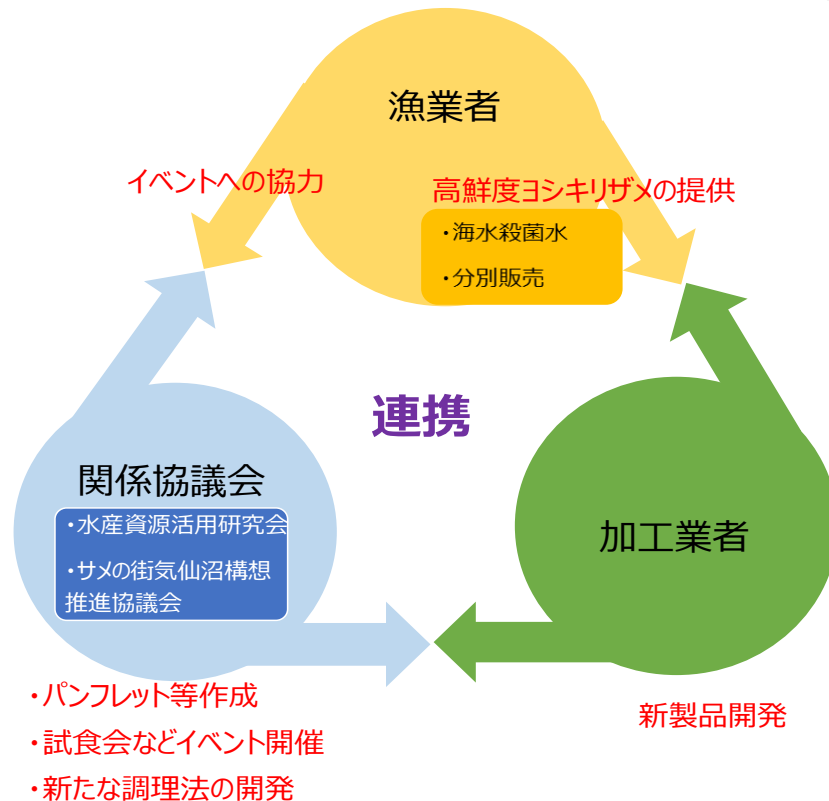 漁業者
イベントへの協力
高鮮度ヨシキリザメの提供
・海水殺菌水
・分別販売
連携
関係協議会
・水産資源活用研究会
・サメの街気仙沼構想
推進協議会
加工業者
・パンフレット等作成
・試食会などイベント開催
・新たな調理法の開発
新製品開発